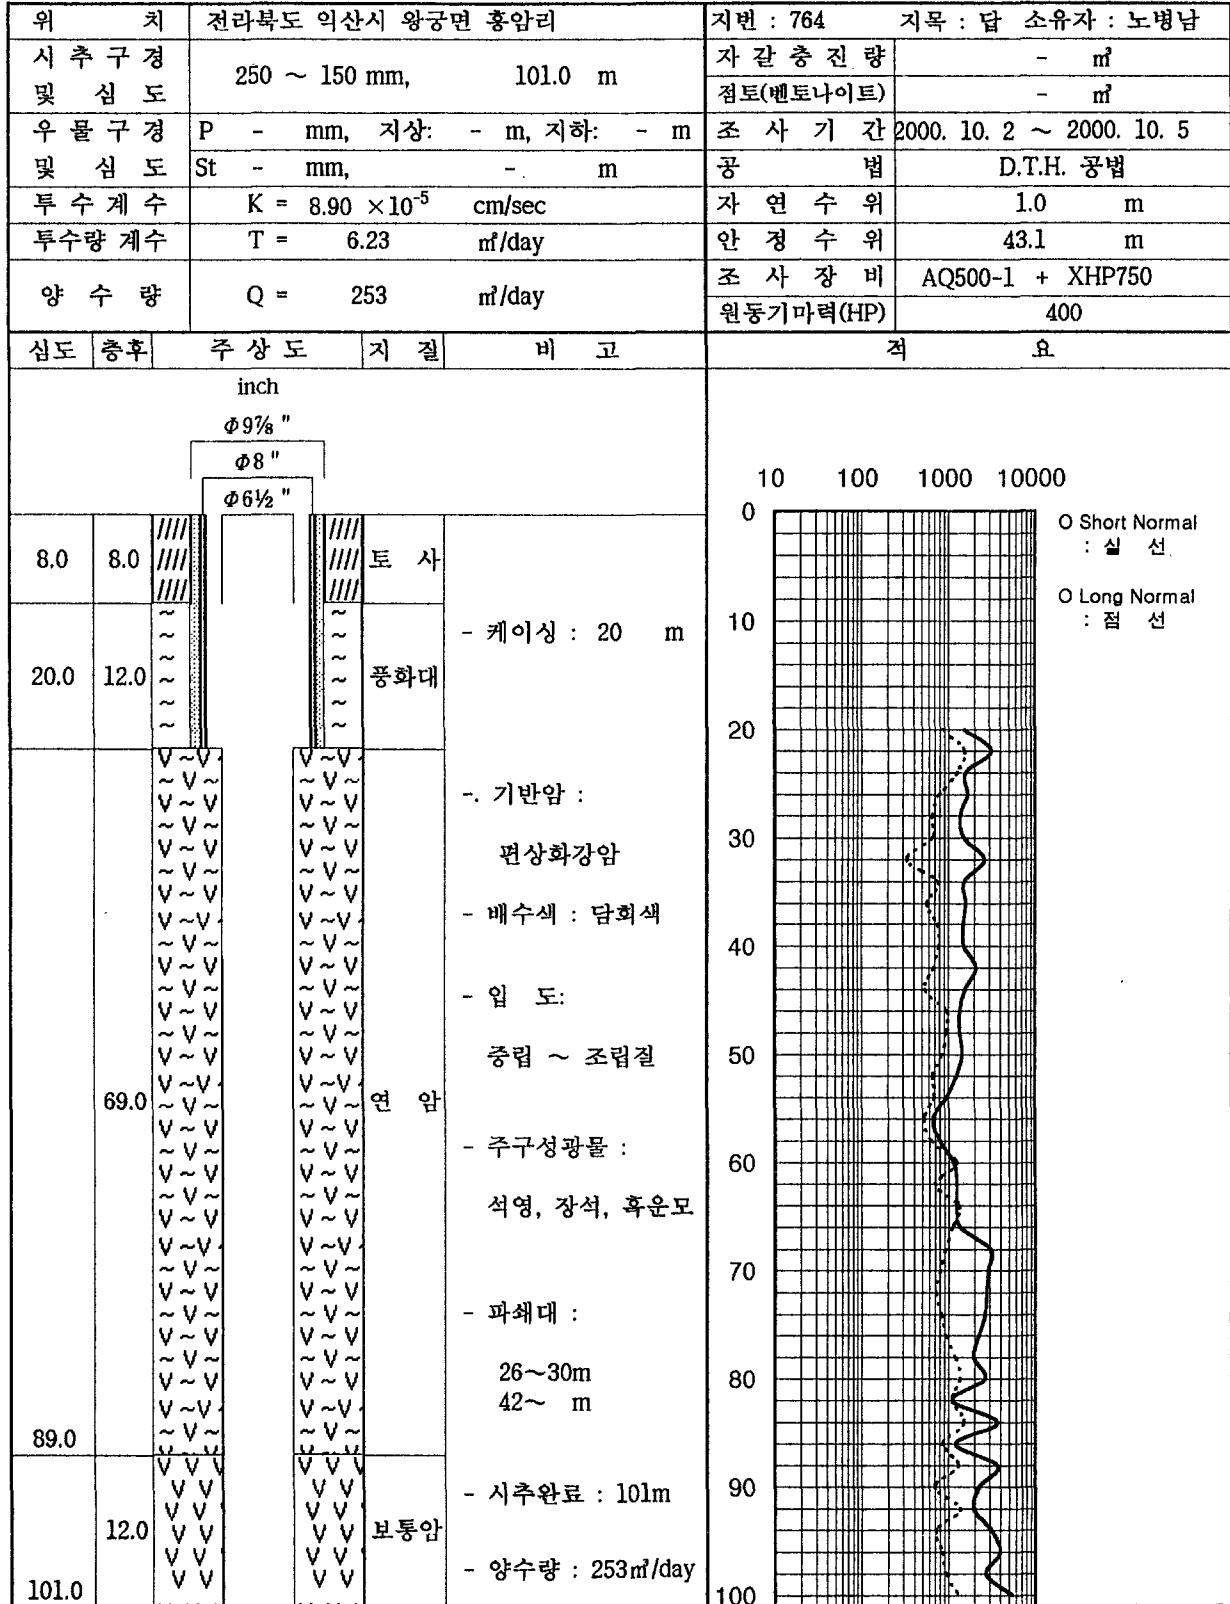 위 치 전라북도 익산시 왕궁면 흥암리 지번 : 764 지목 : 답 소유자 : 노병남
시 추 구 경 및 심 도 250 ~ 150 mm, 101.0 m
자 갈 충 진 량 - ㎥
점토(벤토나이트) - ㎥
우 물 구 경 및 심 도 P - mm, 지상: - m, 지하: - m
St - mm, - m
조 사 기 간 2000. 10. 2 ~ 2000. 10. 5
공 법 D.T.H. 공법
투 수 계 수 K = 8.90 ×10⁻⁵ cm/sec
자 연 수 위 1.0 m
투수량 계수 T = 6.23 ㎡/day
안 정 수 위 43.1 m
양 수 량 Q = 253 ㎥/day
조 사 장 비 AQ500-1 + XHP750
원동기마력(HP) 400
심도 층후 주 상 도 지 질 비 고 적 요
inch
Φ9⅞ "
Φ8 "
Φ6½ "
8.0 8.0 토 사
20.0 12.0 풍화대
- 케이싱 : 20 m
-. 기반암 :
편상화강암
- 배수색 : 담회색
- 입 도:
중립 ~ 조립질
69.0 연 암
- 주구성광물 :
석영, 장석, 흑운모
- 파쇄대 :
26~30m
42~ m
89.0
- 시추완료 : 101m
12.0 보통암
- 양수량 : 253㎥/day
101.0
10 100 1000 10000
0
10
20
30
40
50
60
70
80
90
100
O Short Normal
: 실 선
O Long Normal
: 점 선